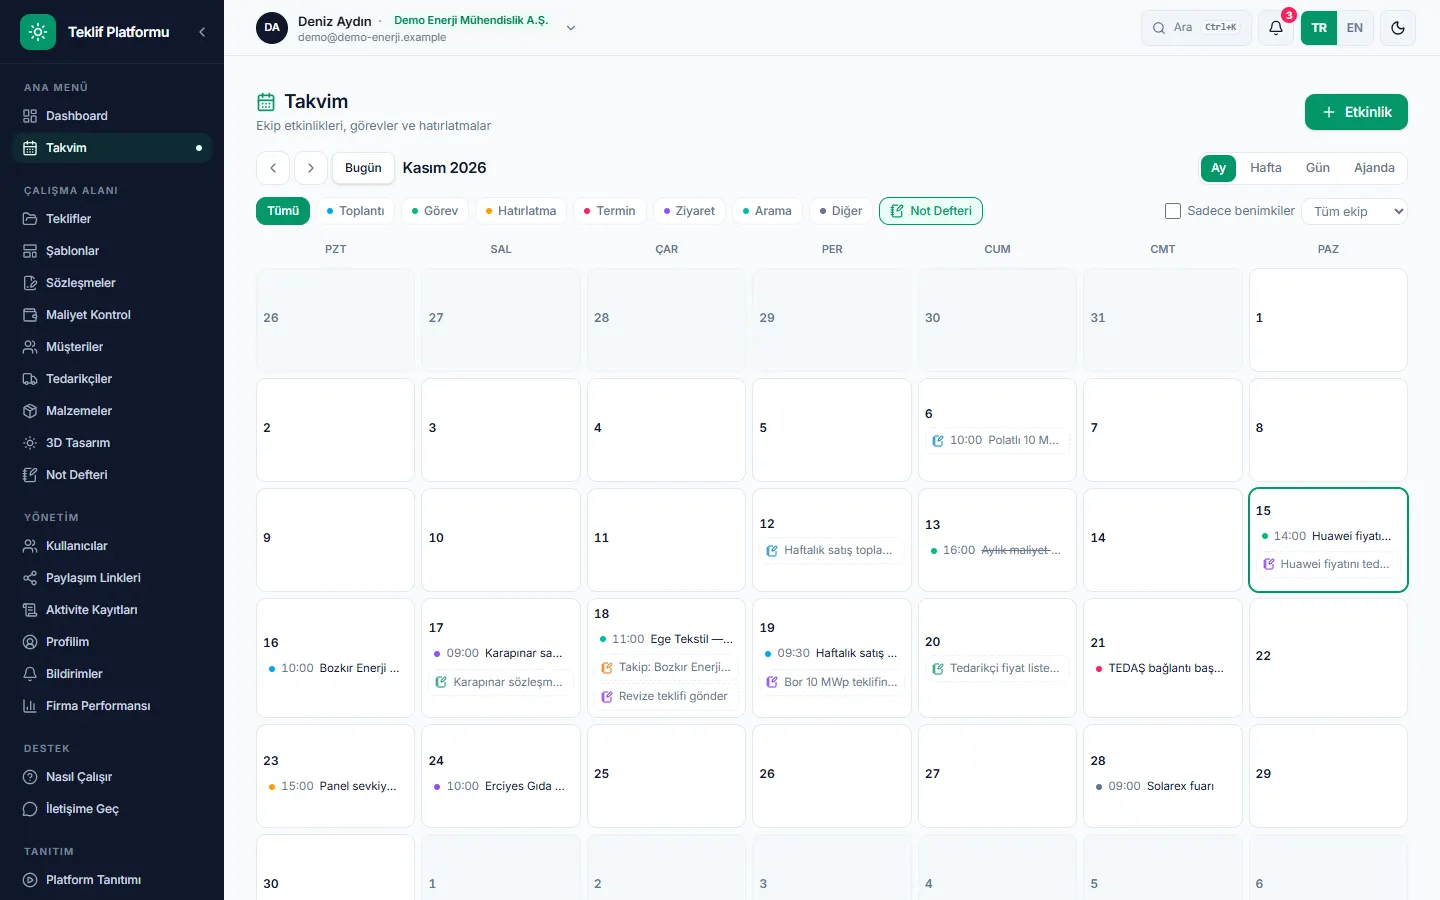 Teklif Platformu
ANA MENÜ
Dashboard
Takvim
ÇALIŞMA ALANI
Teklifler
Şablonlar
Sözleşmeler
Maliyet Kontrol
Müşteriler
Tedarikçiler
Malzemeler
3D Tasarım
Not Defteri
YÖNETİM
Kullanıcılar
Paylaşım Linkleri
Aktivite Kayıtları
Profilim
Bildirimler
Firma Performansı
DESTEK
Nasıl Çalışır
İletişime Geç
TANITIM
Platform Tanıtımı
DA
Deniz Aydın · Demo Enerji Mühendislik A.Ş.
demo@demo-enerji.example
Ara Ctrl+K
3
TR EN
Takvim
Ekip etkinlikleri, görevler ve hatırlatmalar
+ Etkinlik
Bugün Kasım 2026
Ay Hafta Gün Ajanda
Tümü Toplantı Görev Hatırlatma Termin Ziyaret Arama Diğer Not Defteri
Sadece benimkiler Tüm ekip
PZT SAL ÇAR PER CUM CMT PAZ
26 27 28 29 30 31 1
2 3 4 5 6 7 8
10:00 Polatlı 10 M...
9 10 11 12 13 14 15
Haftalık satış topla...
16:00 Aylık maliyet-...
14:00 Huawei fiyatı...
Huawei fiyatını ted...
16
10:00 Bozkır Enerji ...
17
09:00 Karapınar sa...
Karapınar sözleşm...
18
11:00 Ege Tekstil —...
Takip: Bozkır Enerji...
Revize teklifi gönder
19
09:30 Haftalık satış ...
Bor 10 MWp teklifin...
20
Tedarikçi fiyat liste...
21
TEDAŞ bağlantı baş...
22
23
15:00 Panel sevkiy...
24
10:00 Erciyes Gıda ...
25
26
27
28
09:00 Solarex fuarı
29
30 1 2 3 4 5 6